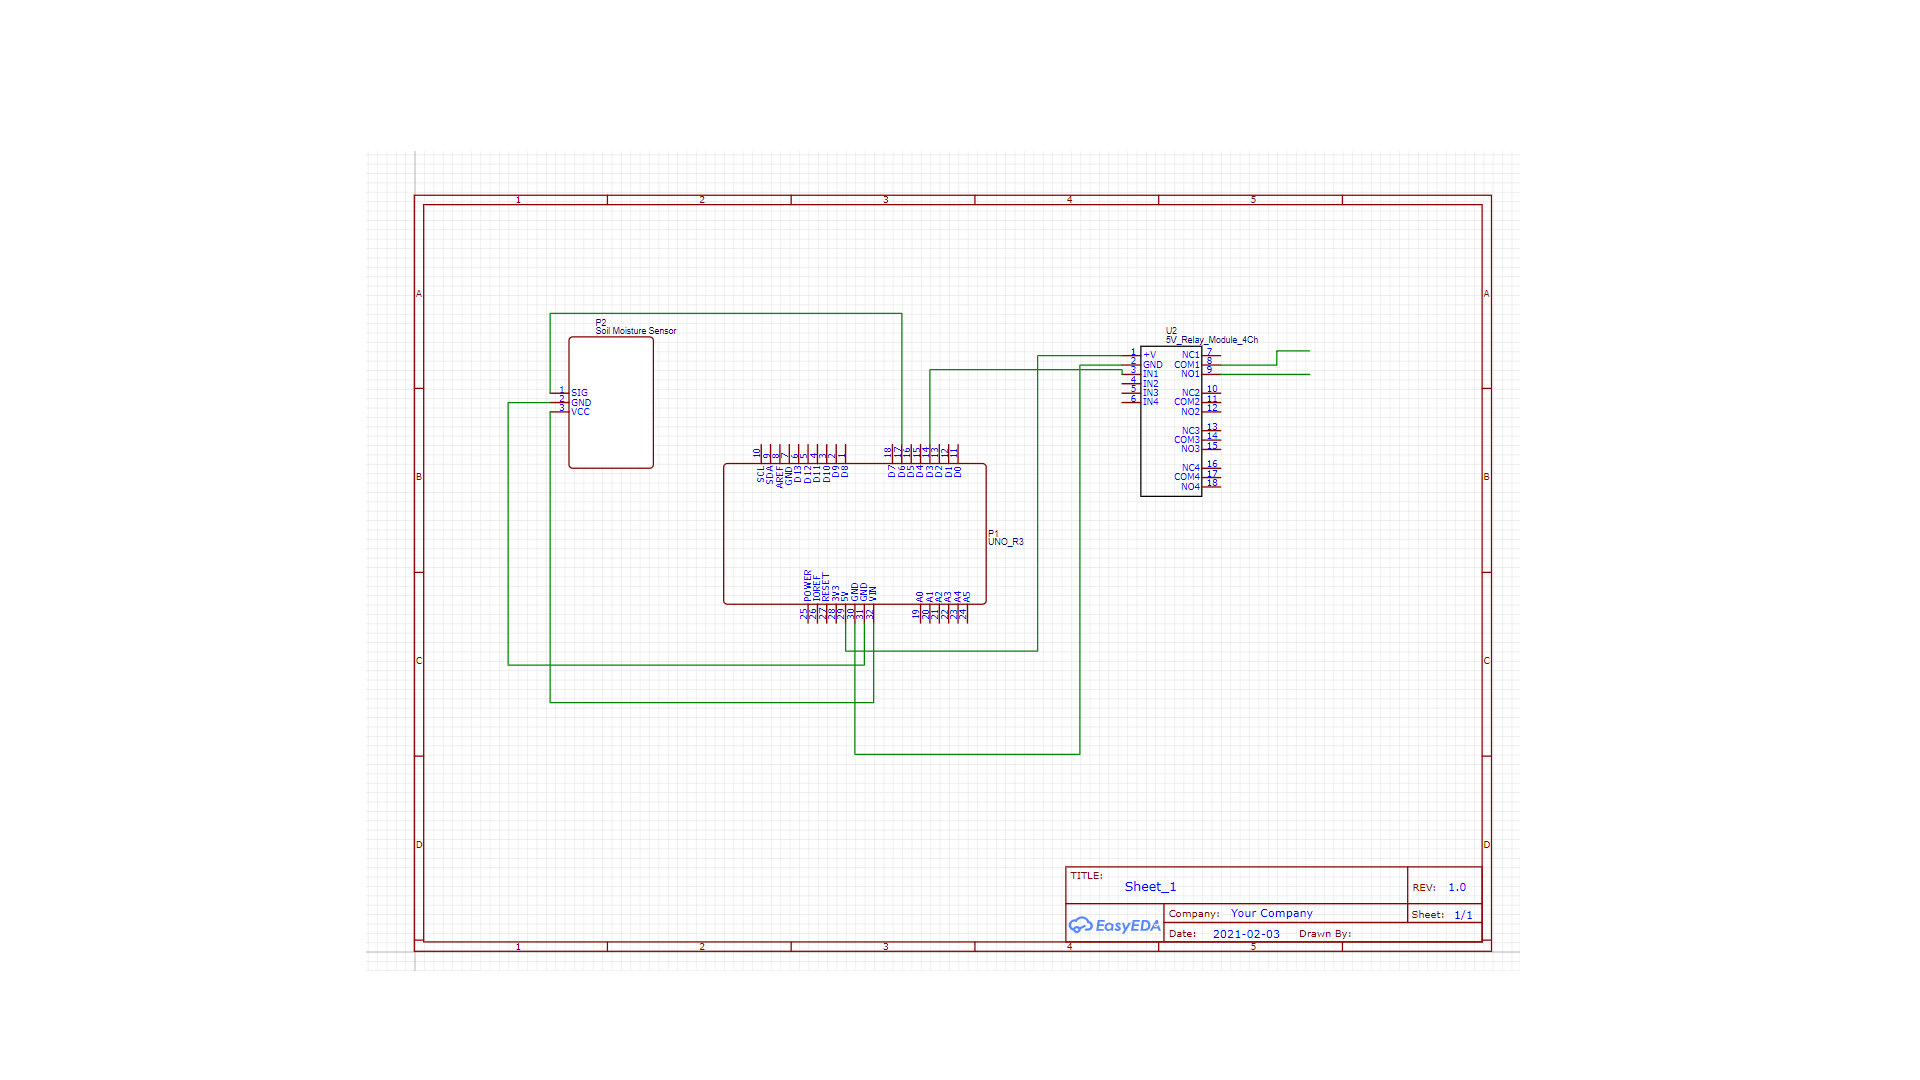 1 2 3 4 5
A A
P2
Soil Moisture Sensor
1 SIG
2 GND
3 VCC
U2
5V_Relay_Module_4Ch
1 +V NC1 7
2 GND COM1 8
3 IN1 NO1 9
4 IN2
5 IN3 NC2 10
6 IN4 COM2 11
NO2 12
NC3 13
COM3 14
NO3 15
NC4 16
COM4 17
NO4 18
10 9 8 7 6 5 4 3 2 1 18 17 16 15 14 13 12 11
SCL SDA AREF GND D13 D12 D11 D10 D9 D8 D7 D6 D5 D4 D3 D2 D1 D0
B B
P1
UNO_R3
POWER IOREF RESET 3V3 5V GND GND VIN A0 A1 A2 A3 A4 A5
25 26 27 28 29 30 31 32 19 20 21 22 23 24
C C
D D
TITLE:
Sheet_1
REV: 1.0
EasyEDA
Company: Your Company
Sheet: 1/1
Date: 2021-02-03 Drawn By:
1 2 3 4 5